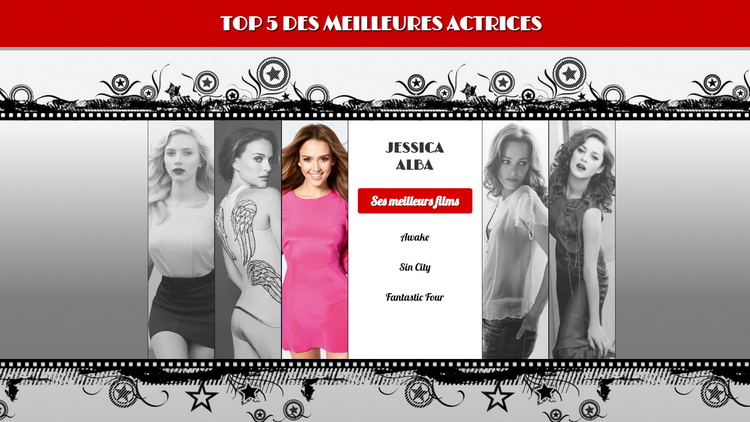 TOP 5 DES MEILLEURES ACTRICES
JESSICA
ALBA
Ses meilleurs films
Awake
Sin City
Fantastic Four